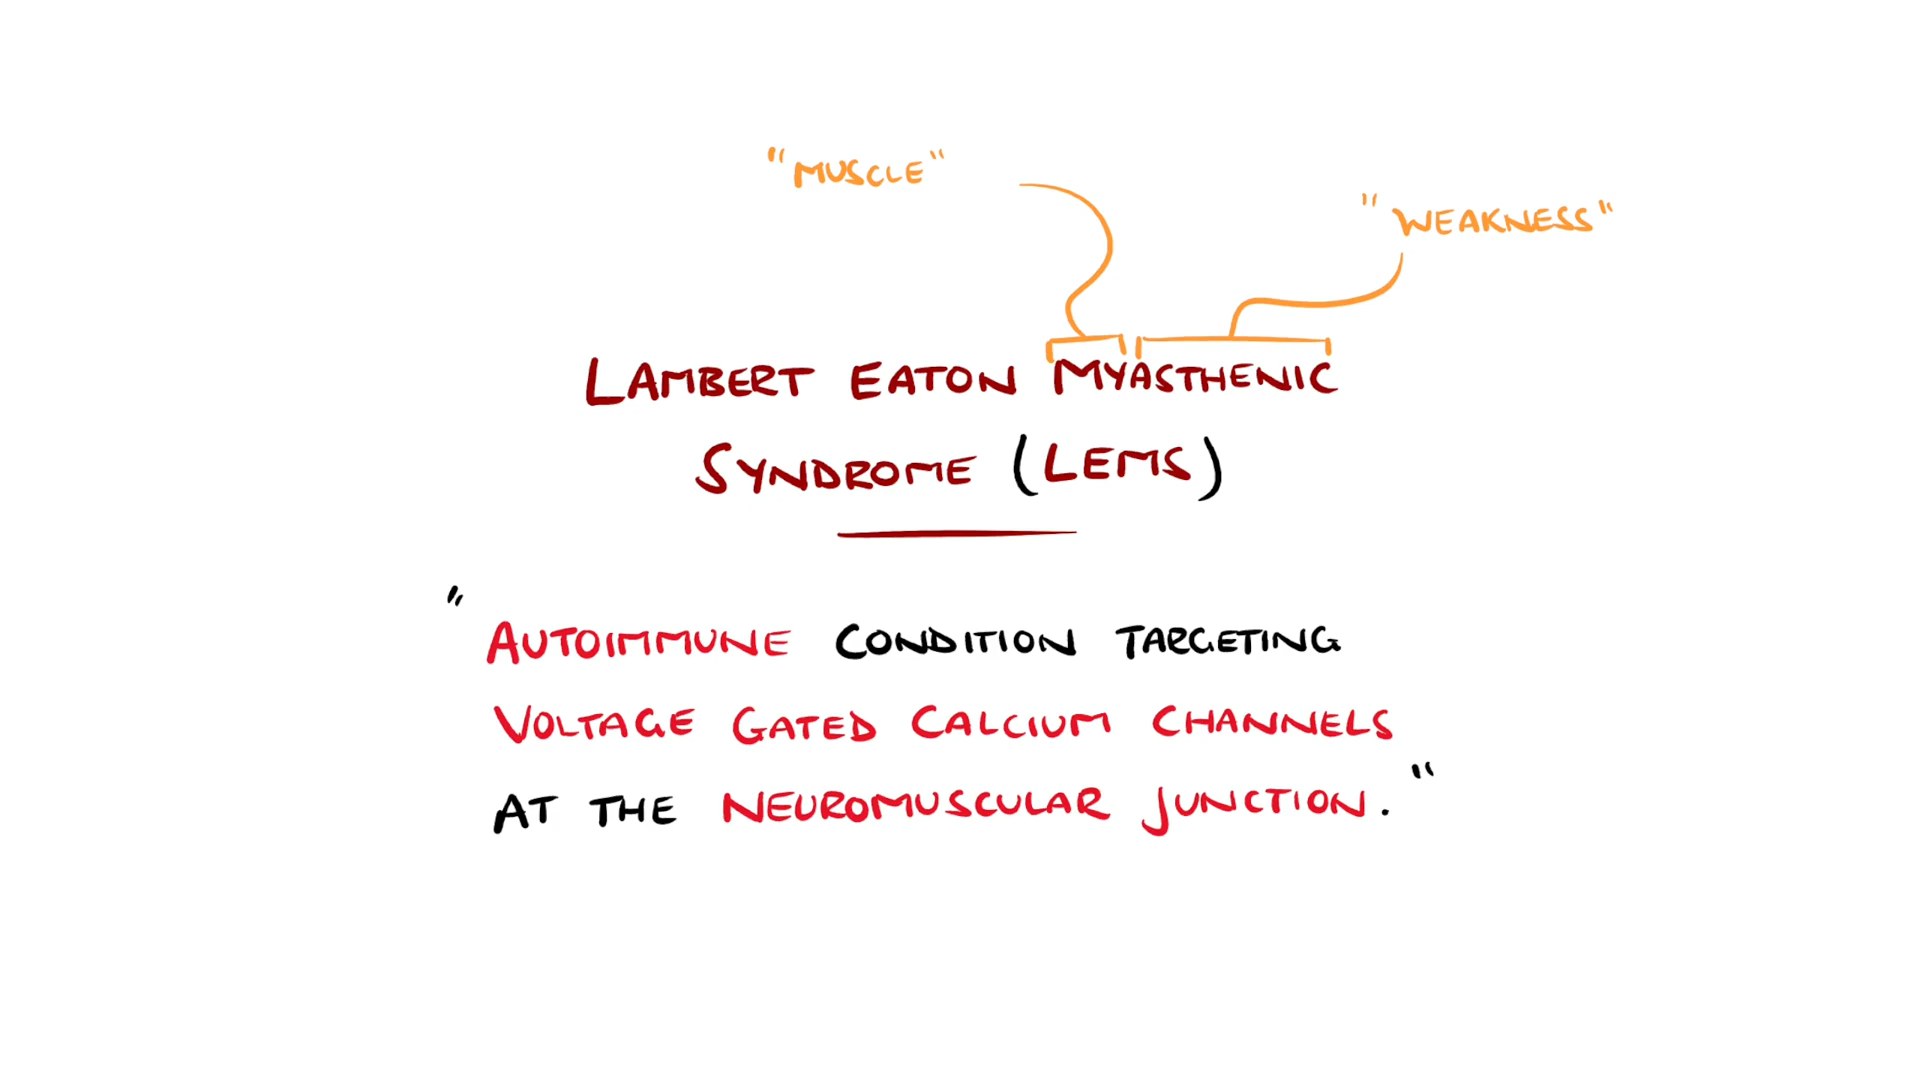 "MUSCLE"
"WEAKNESS"
LAMBERT EATON MYASTHENIC
SYNDROME (LEMS)
"AUTOIMMUNE CONDITION TARGETING
VOLTAGE GATED CALCIUM CHANNELS
AT THE NEUROMUSCULAR JUNCTION."